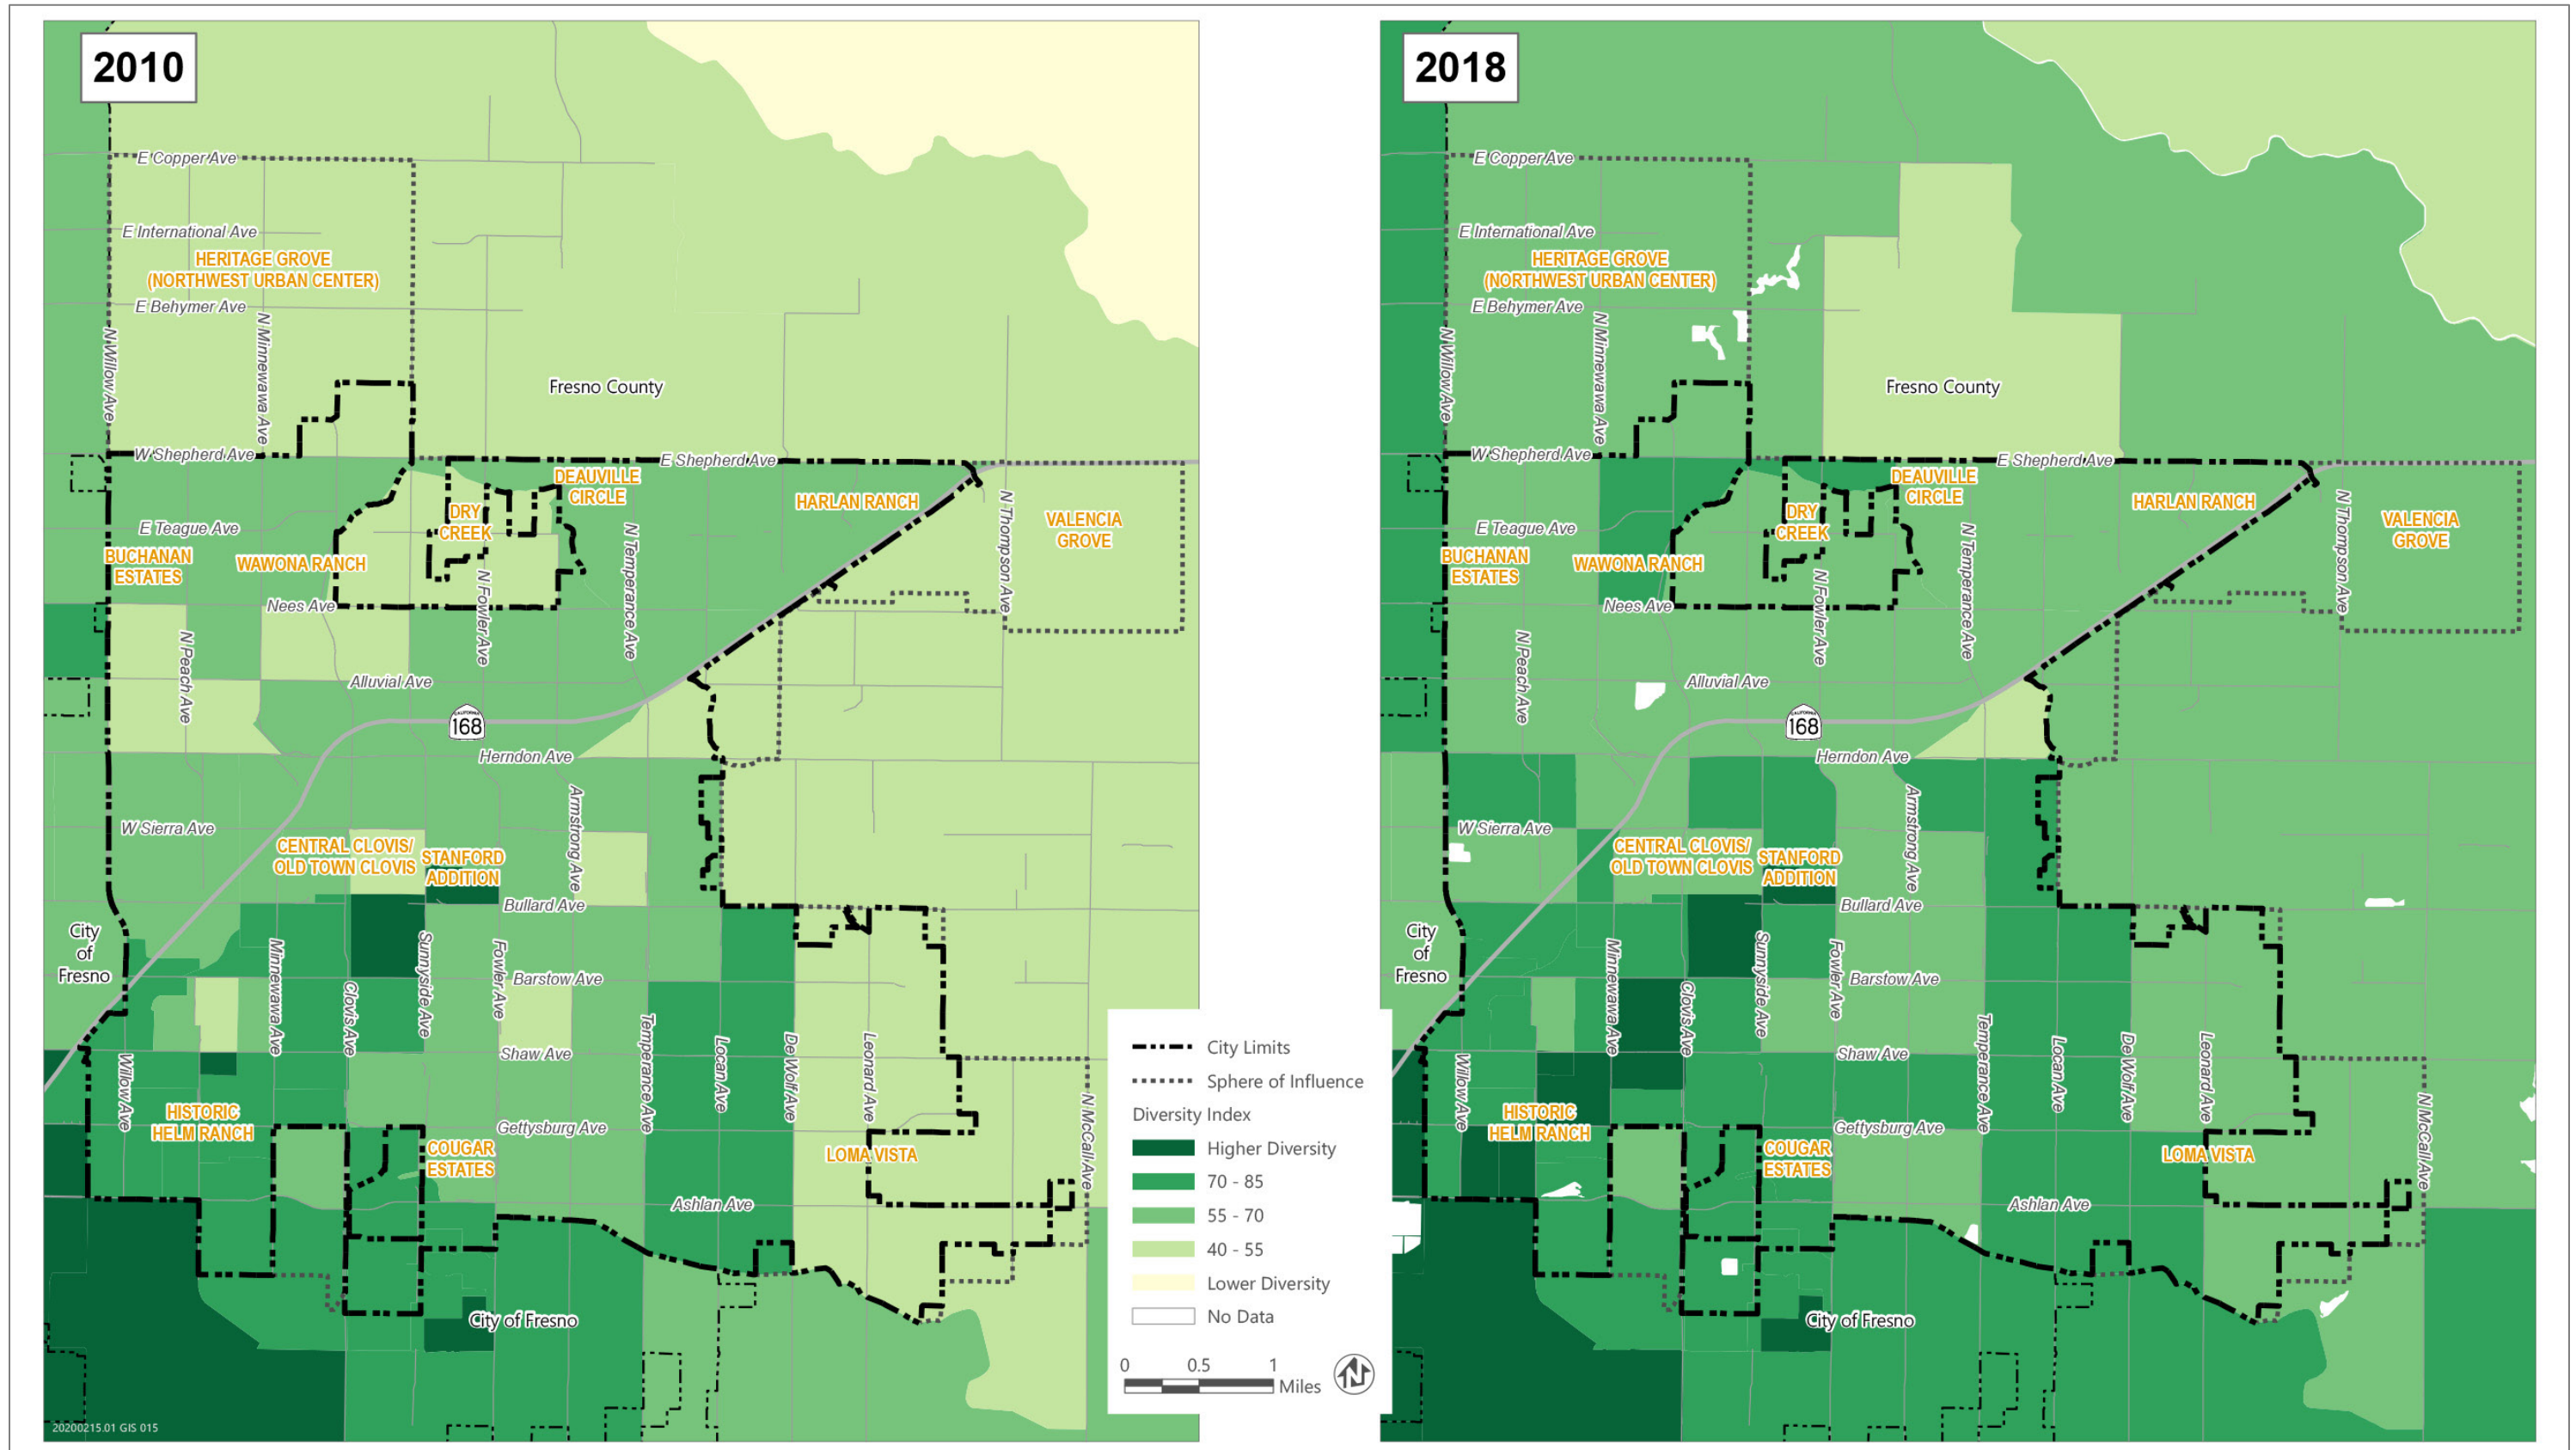 2010
E Copper Ave
E International Ave
HERITAGE GROVE
(NORTHWEST URBAN CENTER)
E Behymer Ave
N Willow Ave
N Minnewawa Ave
Fresno County
W Shepherd Ave
E Shepherd Ave
DEAUVILLE
CIRCLE
HARLAN RANCH
DRY
CREEK
N Thompson Ave
VALENCIA
GROVE
E Teague Ave
BUCHANAN
ESTATES
WAWONA RANCH
N Temperance Ave
Nees Ave
N Fowler Ave
N Peach Ave
Alluvial Ave
CALIFORNIA
168
Herndon Ave
Armstrong Ave
W Sierra Ave
CENTRAL CLOVIS/
OLD TOWN CLOVIS
STANFORD
ADDITION
Bullard Ave
City
of
Fresno
Minnewawa Ave
Sunnyside Ave
Fowler Ave
Barstow Ave
Clovis Ave
Temperance Ave
Locan Ave
DeWolf Ave
Leonard Ave
Shaw Ave
Willow Ave
HISTORIC
HELM RANCH
Gettysburg Ave
COUGAR
ESTATES
LOMA VISTA
N McCall Ave
Ashlan Ave
City of Fresno
20200215.01 GIS 015
City Limits
Sphere of Influence
Diversity Index
Higher Diversity
70 - 85
55 - 70
40 - 55
Lower Diversity
No Data
0 0.5 1
Miles
N
2018
E Copper Ave
E International Ave
HERITAGE GROVE
(NORTHWEST URBAN CENTER)
E Behymer Ave
N Willow Ave
N Minnewawa Ave
Fresno County
W Shepherd Ave
E Shepherd Ave
DEAUVILLE
CIRCLE
HARLAN RANCH
DRY
CREEK
N Thompson Ave
VALENCIA
GROVE
E Teague Ave
BUCHANAN
ESTATES
WAWONA RANCH
N Temperance Ave
Nees Ave
N Fowler Ave
N Peach Ave
Alluvial Ave
CALIFORNIA
168
Herndon Ave
Armstrong Ave
W Sierra Ave
CENTRAL CLOVIS/
OLD TOWN CLOVIS
STANFORD
ADDITION
Bullard Ave
City
of
Fresno
Minnewawa Ave
Sunnyside Ave
Fowler Ave
Barstow Ave
Clovis Ave
Temperance Ave
Locan Ave
DeWolf Ave
Leonard Ave
Shaw Ave
Willow Ave
HISTORIC
HELM RANCH
Gettysburg Ave
COUGAR
ESTATES
LOMA VISTA
N McCall Ave
Ashlan Ave
City of Fresno